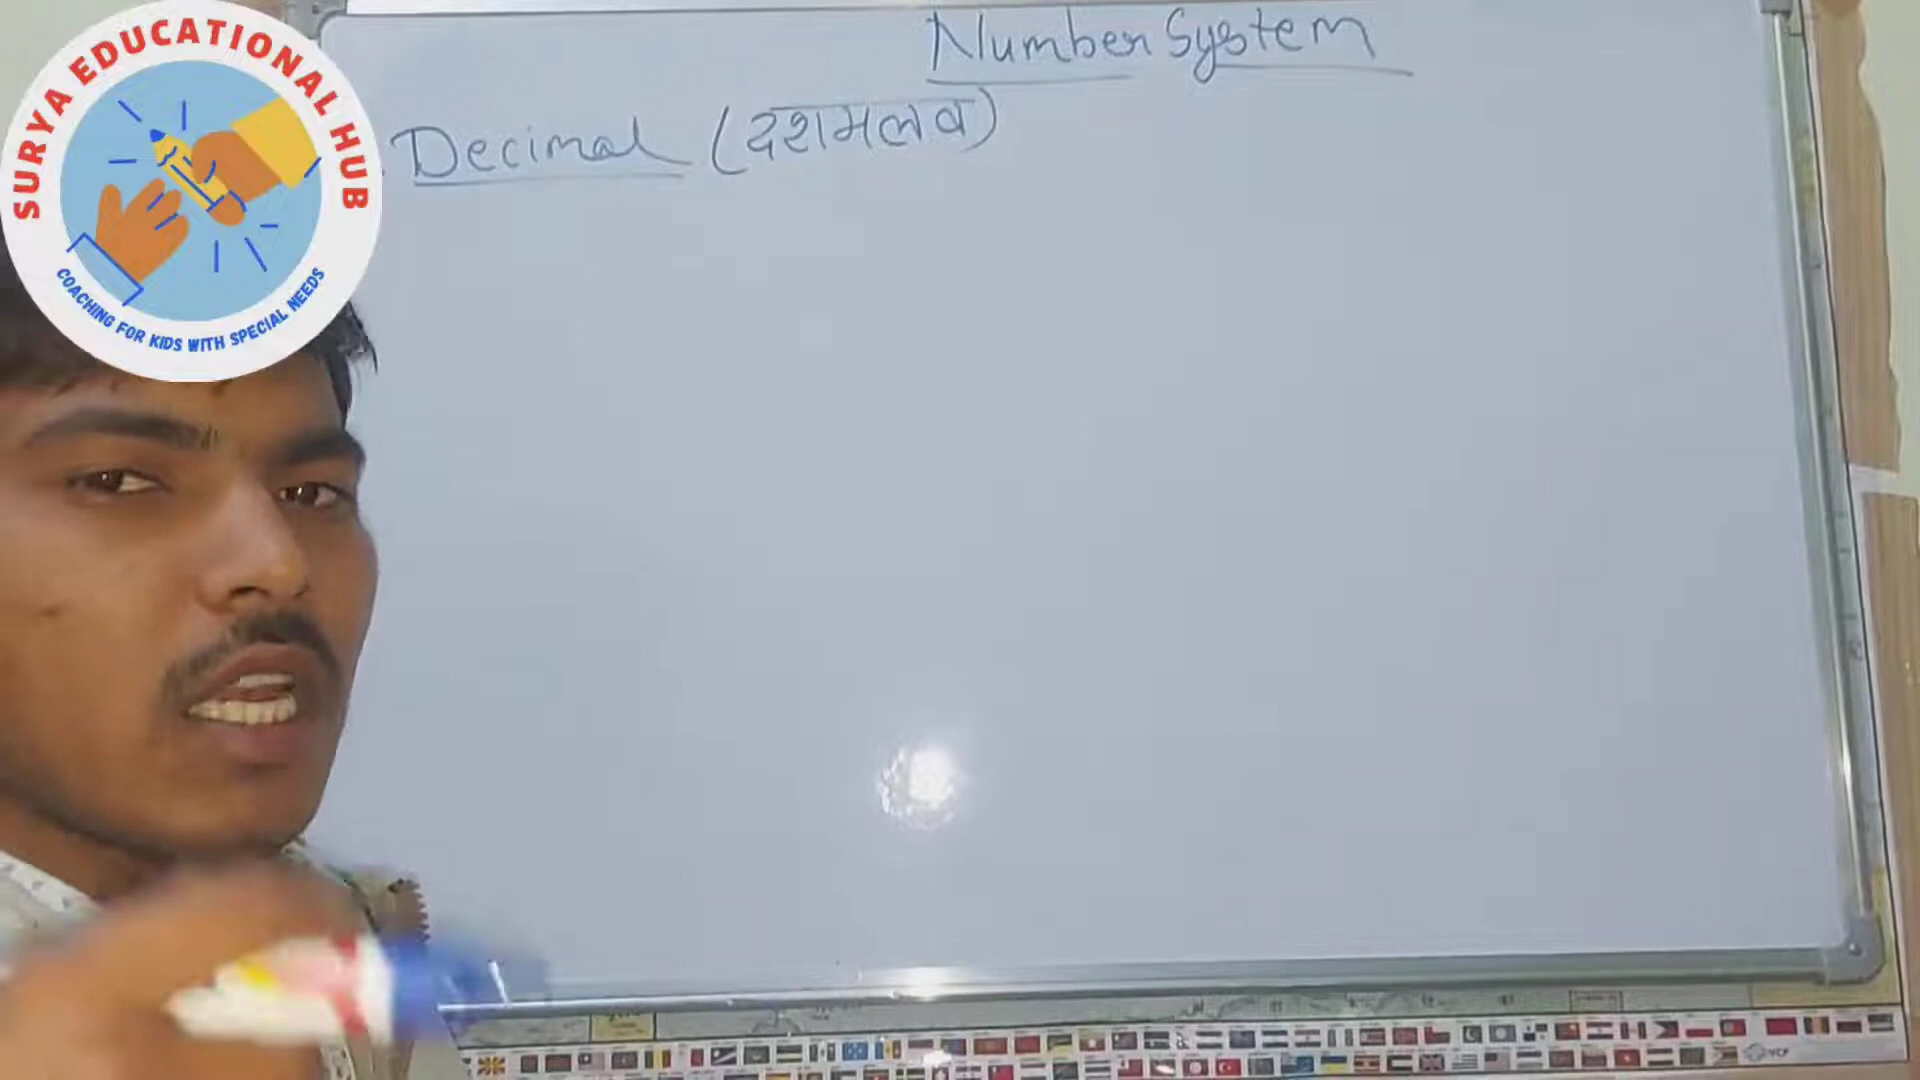 SURYA EDUCATIONAL HUB
COACHING FOR KIDS WITH SPECIAL NEEDS
Number System
Decimal (दशमलव)